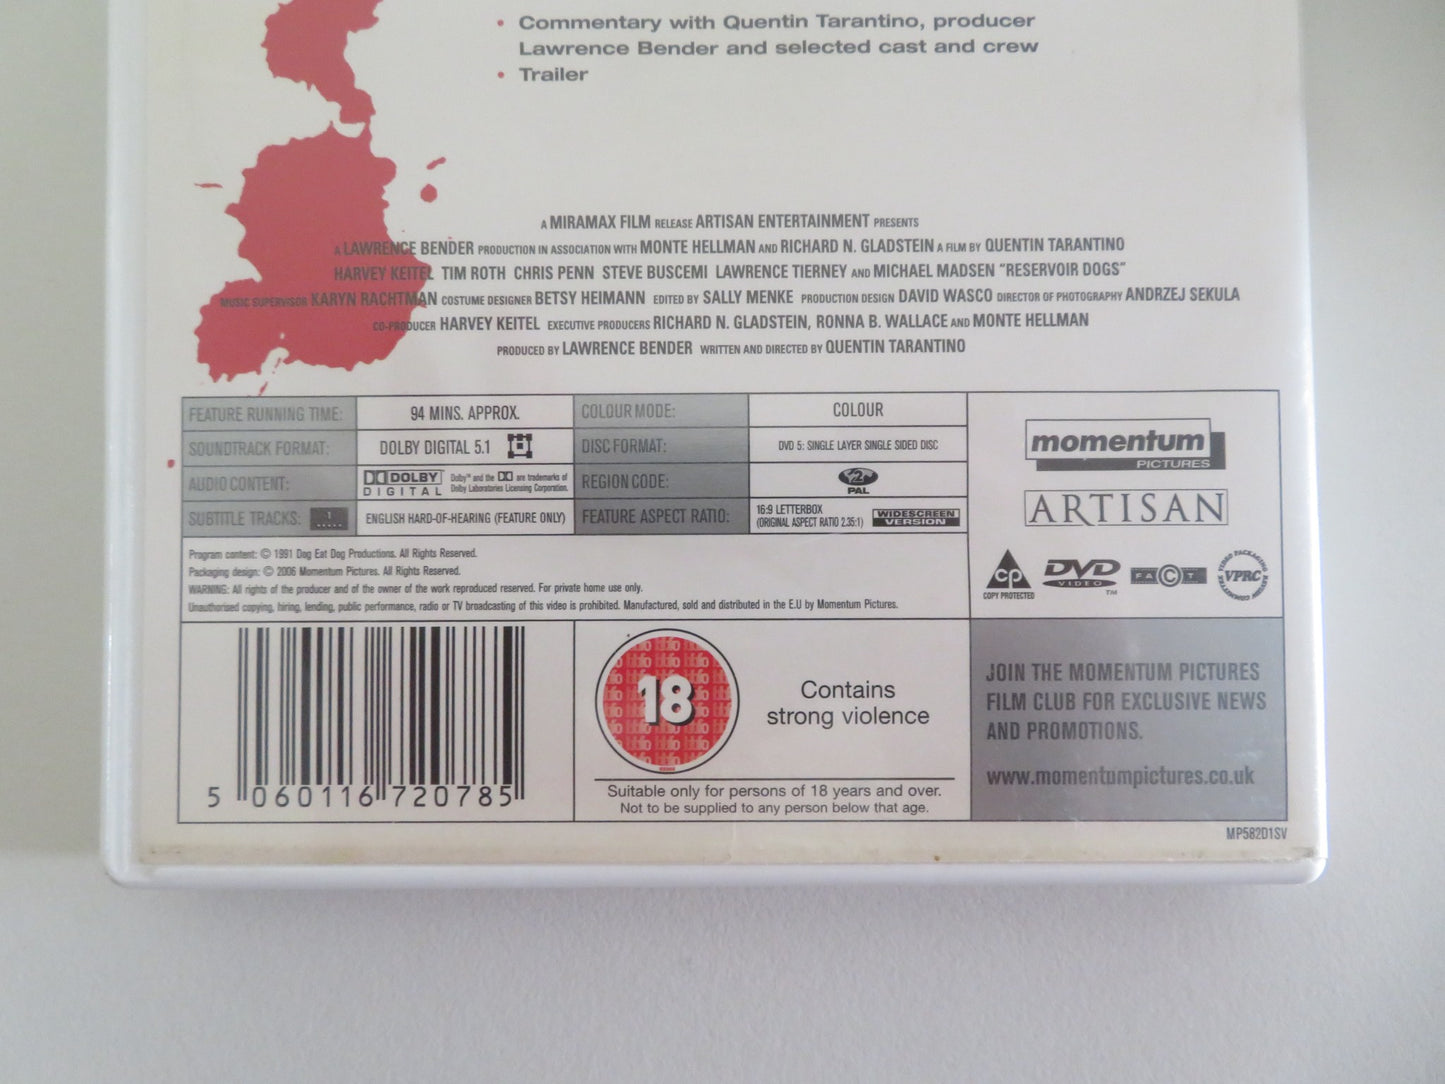 • Commentary with Quentin Tarantino, producer
Lawrence Bender and selected cast and crew
• Trailer
A MIRAMAX FILM RELEASE ARTISAN ENTERTAINMENT PRESENTS
A LAWRENCE BENDER PRODUCTION IN ASSOCIATION WITH MONTE HELLMAN AND RICHARD N. GLADSTEIN A FILM BY QUENTIN TARANTINO
HARVEY KEITEL TIM ROTH CHRIS PENN STEVE BUSCEMI LAWRENCE TIERNEY AND MICHAEL MADSEN "RESERVOIR DOGS"
MUSIC SUPERVISOR KARYN RACHTMAN COSTUME DESIGNER BETSY HEIMANN EDITED BY SALLY MENKE PRODUCTION DESIGN DAVID WASCO DIRECTOR OF PHOTOGRAPHY ANDRZEJ SEKULA
CO-PRODUCER HARVEY KEITEL EXECUTIVE PRODUCERS RICHARD N. GLADSTEIN, RONNA B. WALLACE AND MONTE HELLMAN
PRODUCED BY LAWRENCE BENDER WRITTEN AND DIRECTED BY QUENTIN TARANTINO
FEATURE RUNNING TIME: 94 MINS. APPROX. COLOUR MODE: COLOUR
SOUNDTRACK FORMAT: DOLBY DIGITAL 5.1 DISC FORMAT: DVD 5: SINGLE LAYER SINGLE SIDED DISC
AUDIO CONTENT: DOLBY DIGITAL Dolby™ and the DD are trademarks of Dolby Laboratories Licensing Corporation. REGION CODE: 2 PAL
SUBTITLE TRACKS: 1 ENGLISH HARD-OF-HEARING (FEATURE ONLY) FEATURE ASPECT RATIO: 16:9 LETTERBOX (ORIGINAL ASPECT RATIO 2.35:1) WIDESCREEN VERSION
momentum
PICTURES
ARTISAN
CP
COPY PROTECTED
DVD
VIDEO
TM
FACT
VPRC
Program content: © 1991 Dog Eat Dog Productions. All Rights Reserved.
Packaging design: © 2006 Momentum Pictures. All Rights Reserved.
WARNING: All rights of the producer and of the owner of the work reproduced reserved. For private home use only.
Unauthorised copying, hiring, lending, public performance, radio or TV broadcasting of this video is prohibited. Manufactured, sold and distributed in the E.U by Momentum Pictures.
5 060116 720785
18
Contains
strong violence
Suitable only for persons of 18 years and over.
Not to be supplied to any person below that age.
JOIN THE MOMENTUM PICTURES
FILM CLUB FOR EXCLUSIVE NEWS
AND PROMOTIONS.
www.momentumpictures.co.uk
MP582D1SV